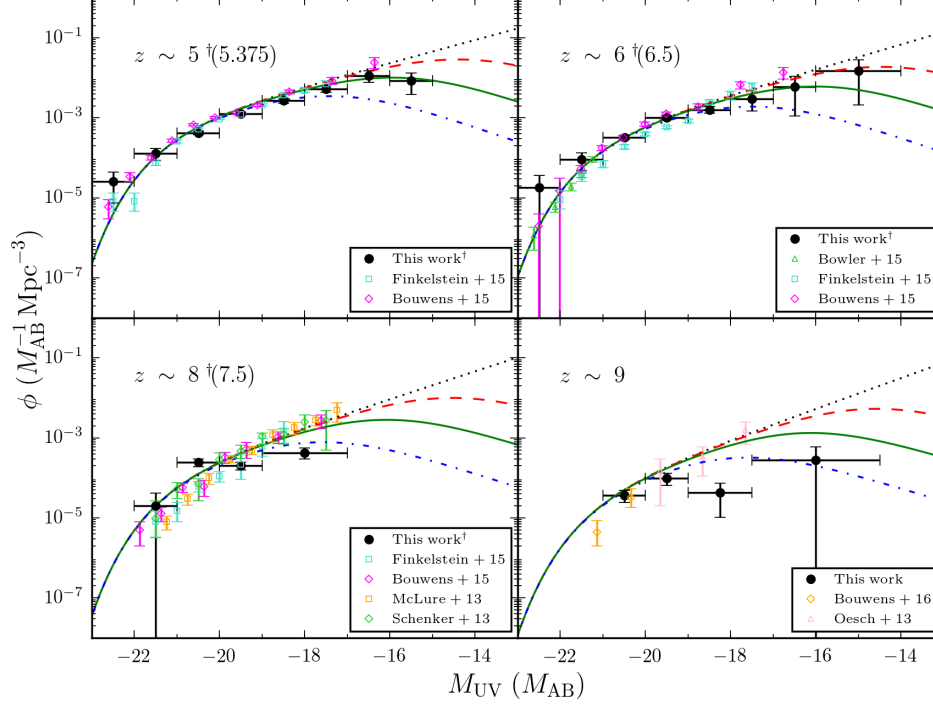 z ∼ 5 †(5.375)
z ∼ 6 †(6.5)
10⁻¹
10⁻³
10⁻⁵
10⁻⁷
This work†
Finkelstein + 15
Bouwens + 15
This work†
Bowler + 15
Finkelstein + 15
Bouwens + 15
ϕ (M_AB⁻¹ Mpc⁻³)
z ∼ 8 †(7.5)
z ∼ 9
10⁻¹
10⁻³
10⁻⁵
10⁻⁷
This work†
Finkelstein + 15
Bouwens + 15
McLure + 13
Schenker + 13
This work
Bouwens + 16
Oesch + 13
−22 −20 −18 −16 −14 −22 −20 −18 −16 −14
M_UV (M_AB)